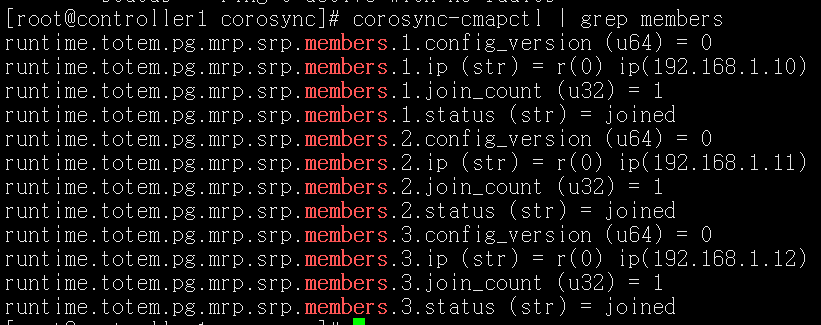 [root@controller1 corosync]# corosync-cmapctl | grep members
runtime.totem.pg.mrp.srp.members.1.config_version (u64) = 0
runtime.totem.pg.mrp.srp.members.1.ip (str) = r(0) ip(192.168.1.10)
runtime.totem.pg.mrp.srp.members.1.join_count (u32) = 1
runtime.totem.pg.mrp.srp.members.1.status (str) = joined
runtime.totem.pg.mrp.srp.members.2.config_version (u64) = 0
runtime.totem.pg.mrp.srp.members.2.ip (str) = r(0) ip(192.168.1.11)
runtime.totem.pg.mrp.srp.members.2.join_count (u32) = 1
runtime.totem.pg.mrp.srp.members.2.status (str) = joined
runtime.totem.pg.mrp.srp.members.3.config_version (u64) = 0
runtime.totem.pg.mrp.srp.members.3.ip (str) = r(0) ip(192.168.1.12)
runtime.totem.pg.mrp.srp.members.3.join_count (u32) = 1
runtime.totem.pg.mrp.srp.members.3.status (str) = joined